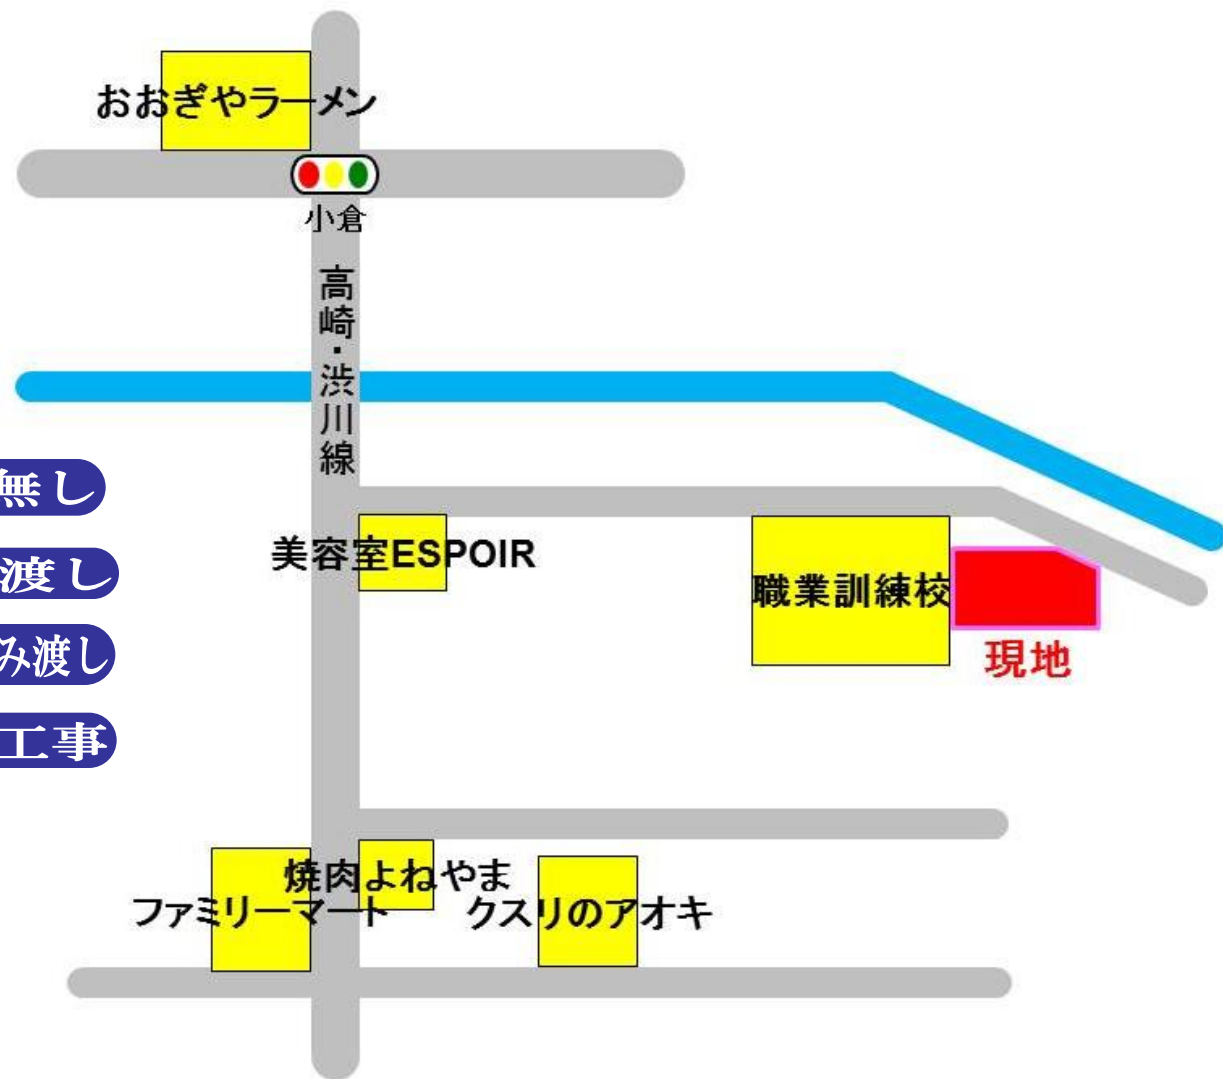 おおぎやラーメン
小倉
高崎・渋川線
無し
美容室ESPOIR
渡し
職業訓練校
み渡し
現地
工事
焼肉よねやま
ファミリーマート
クスリのアオキ